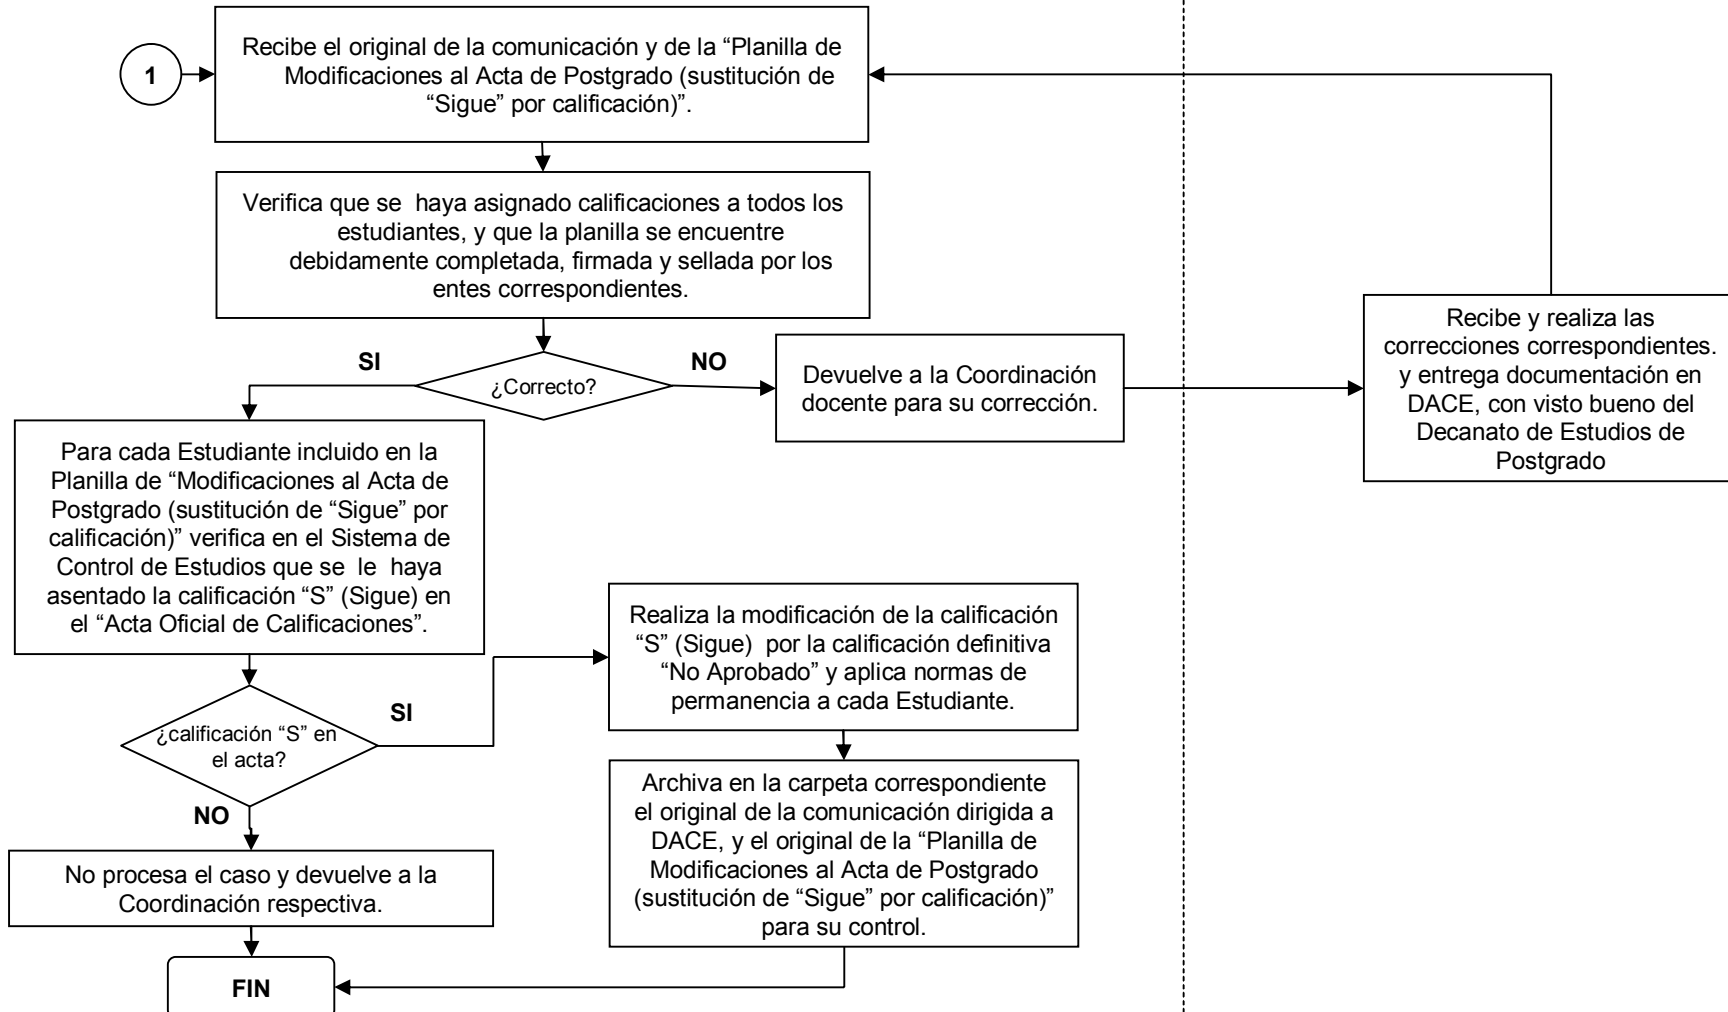 1
Recibe el original de la comunicación y de la “Planilla de
Modificaciones al Acta de Postgrado (sustitución de
“Sigue” por calificación)”.
Verifica que se haya asignado calificaciones a todos los
estudiantes, y que la planilla se encuentre
debidamente completada, firmada y sellada por los
entes correspondientes.
SI
¿Correcto?
NO
Devuelve a la Coordinación
docente para su corrección.
Recibe y realiza las
correcciones correspondientes.
y entrega documentación en
DACE, con visto bueno del
Decanato de Estudios de
Postgrado
Para cada Estudiante incluido en la
Planilla de “Modificaciones al Acta de
Postgrado (sustitución de “Sigue” por
calificación)” verifica en el Sistema de
Control de Estudios que se le haya
asentado la calificación “S” (Sigue) en
el “Acta Oficial de Calificaciones”.
¿calificación “S” en
el acta?
SI
Realiza la modificación de la calificación
“S” (Sigue) por la calificación definitiva
“No Aprobado” y aplica normas de
permanencia a cada Estudiante.
Archiva en la carpeta correspondiente
el original de la comunicación dirigida a
DACE, y el original de la “Planilla de
Modificaciones al Acta de Postgrado
(sustitución de “Sigue” por calificación)”
para su control.
NO
No procesa el caso y devuelve a la
Coordinación respectiva.
FIN